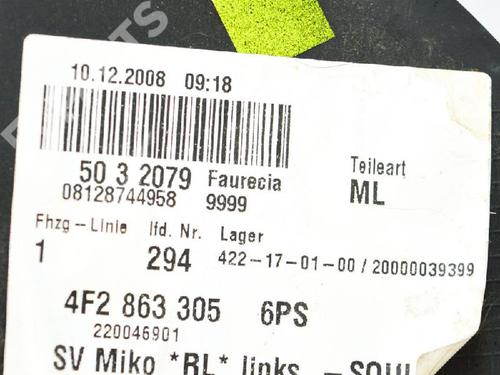 10.12.2008 09:18
50 3 2079 Faurecia
Teileart
08128744958 9999
ML
Fhzg-Linie lfd. Nr. Lager
1 294 422-17-01-00/20000039399
4F2 863 305 6PS
220046901
SV Miko *RL* links